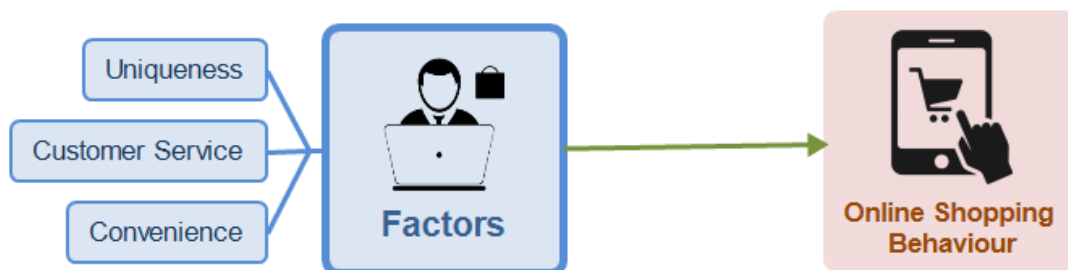 Uniqueness
Customer Service
Convenience
Factors
Online Shopping
Behaviour